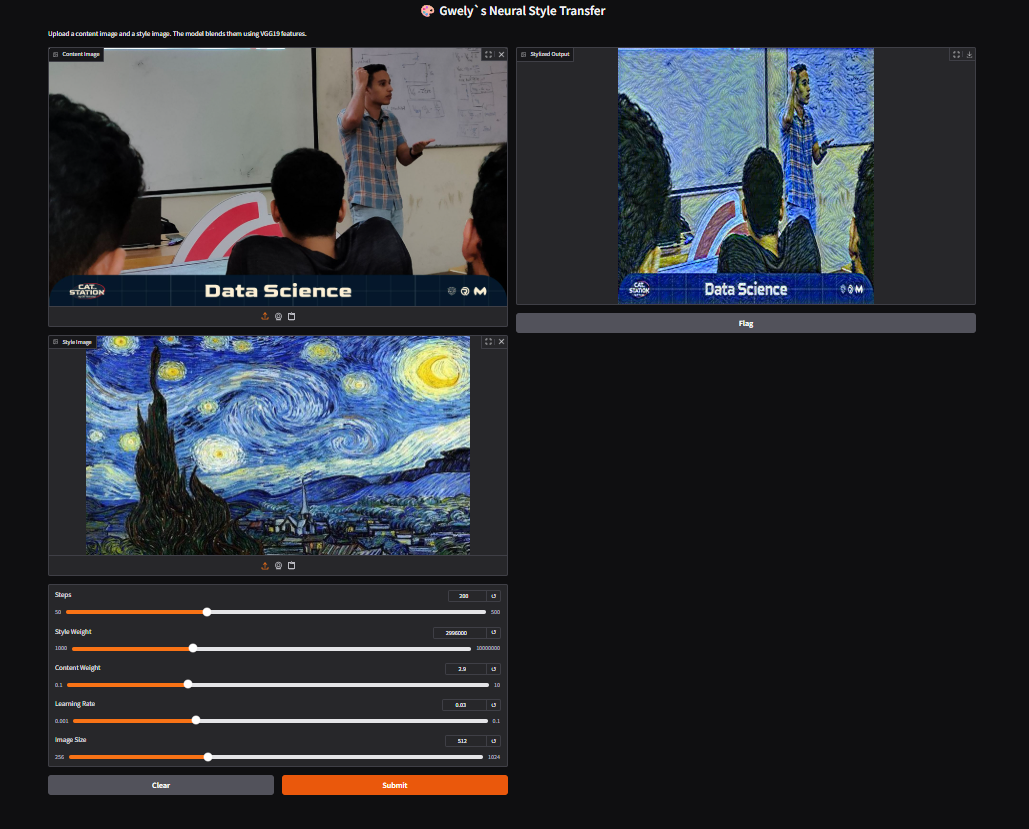 🎨 Gwely`s Neural Style Transfer
Upload a content image and a style image. The model blends them using VGG19 features.
Content Image
CAT
STATION
Data Science
Style Image
Steps
200
50
500
Style Weight
2998000
1000
10000000
Content Weight
2.9
0.1
10
Learning Rate
0.03
0.001
0.1
Image Size
512
256
1024
Clear
Submit
Stylized Output
CAT
STATION
Data Science
Flag